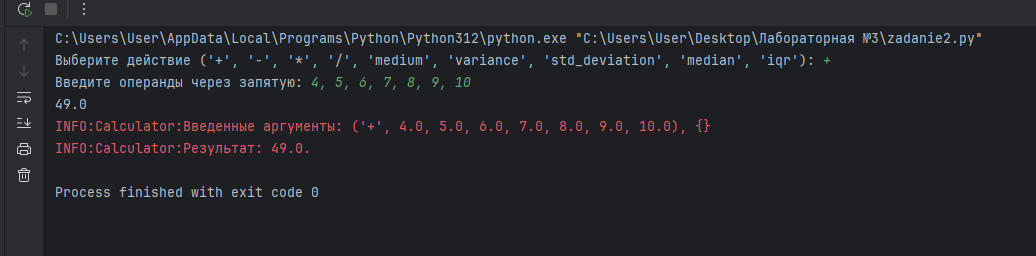 C:\Users\User\AppData\Local\Programs\Python\Python312\python.exe "C:\Users\User\Desktop\Лабораторная №3\zadanie2.py"
Выберите действие ('+', '-', '*', '/', 'medium', 'variance', 'std_deviation', 'median', 'iqr'): +
Введите операнды через запятую: 4, 5, 6, 7, 8, 9, 10
49.0
INFO:Calculator:Введенные аргументы: ('+', 4.0, 5.0, 6.0, 7.0, 8.0, 9.0, 10.0), {}
INFO:Calculator:Результат: 49.0.
Process finished with exit code 0